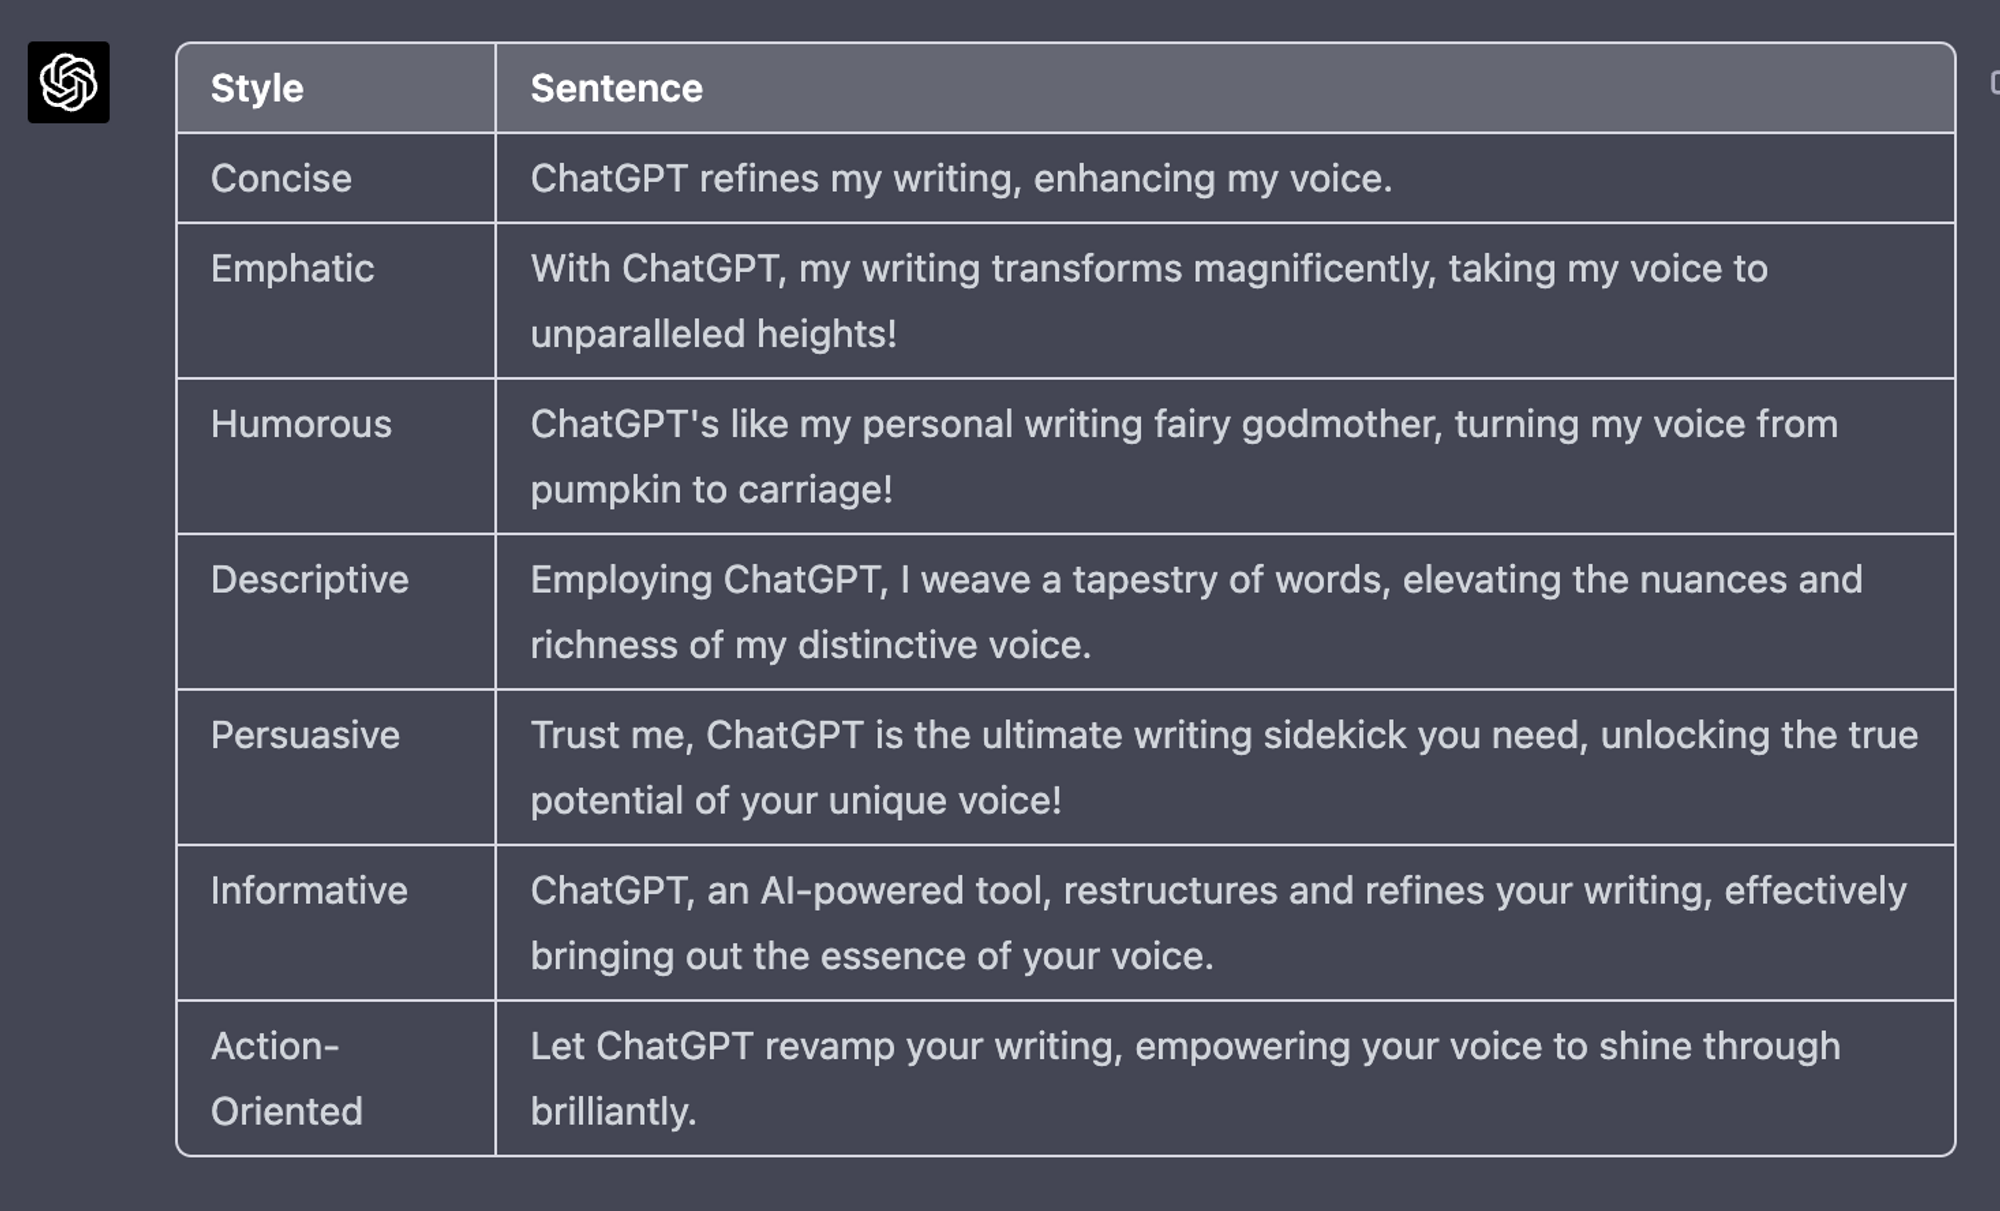 Style Sentence
Concise ChatGPT refines my writing, enhancing my voice.
Emphatic With ChatGPT, my writing transforms magnificently, taking my voice to
unparalleled heights!
Humorous ChatGPT's like my personal writing fairy godmother, turning my voice from
pumpkin to carriage!
Descriptive Employing ChatGPT, I weave a tapestry of words, elevating the nuances and
richness of my distinctive voice.
Persuasive Trust me, ChatGPT is the ultimate writing sidekick you need, unlocking the true
potential of your unique voice!
Informative ChatGPT, an AI-powered tool, restructures and refines your writing, effectively
bringing out the essence of your voice.
Action- Let ChatGPT revamp your writing, empowering your voice to shine through
Oriented brilliantly.